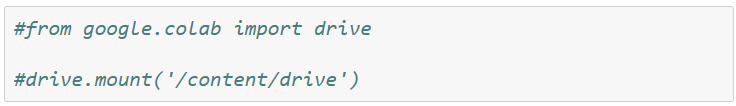 #from google.colab import drive
#drive.mount('/content/drive')